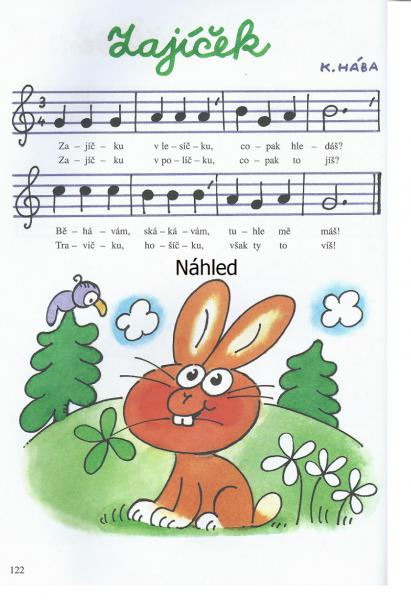 Zajíček
K. HÁBA
3
4
Za – jíč – ku v le – síč – ku, co – pak hle – dáš?
Za – jíč – ku v po – líč – ku, co – pak to jíš?
Bě – há – vám, ská – ká – vám, tu – hle mě máš!
Tra – vič – ku, ho – šíč – ku, však ty to víš!
Náhled
122